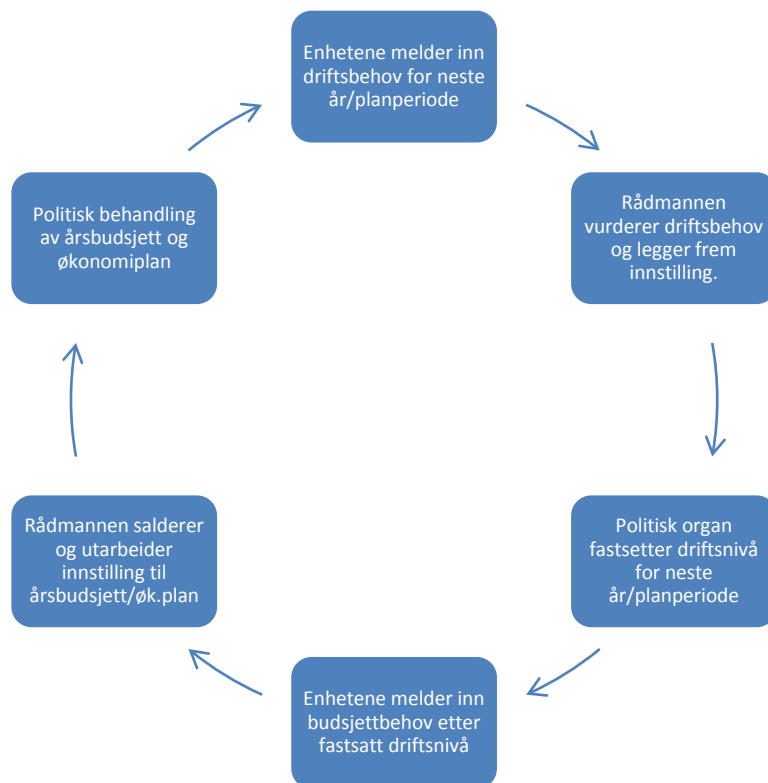 Enhetene melder inn
driftsbehov for neste
år/planperiode
Rådmannen
vurderer driftsbehov
og legger frem
innstilling.
Politisk organ
fastsetter driftsnivå
for neste
år/planperiode
Enhetene melder inn
budsjettbehov etter
fastsatt driftsnivå
Rådmannen salderer
og utarbeider
innstilling til
årsbudsjett/øk.plan
Politisk behandling
av årsbudsjett og
økonomiplan